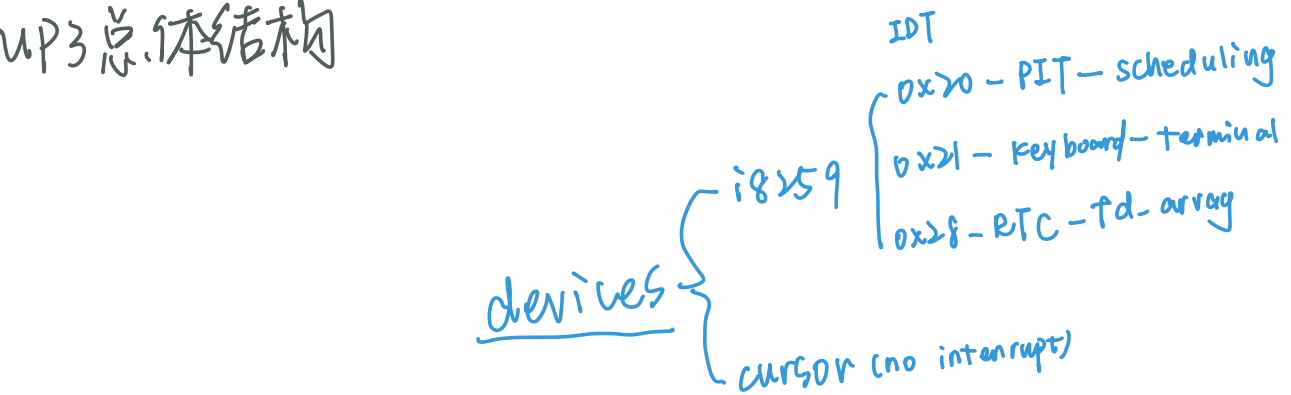 UP3总体结构
IDT
0x20 - PIT - scheduling
0x21 - keyboard - terminal
0x28 - RTC - fd_array
i8259
devices
cursor (no interrupt)